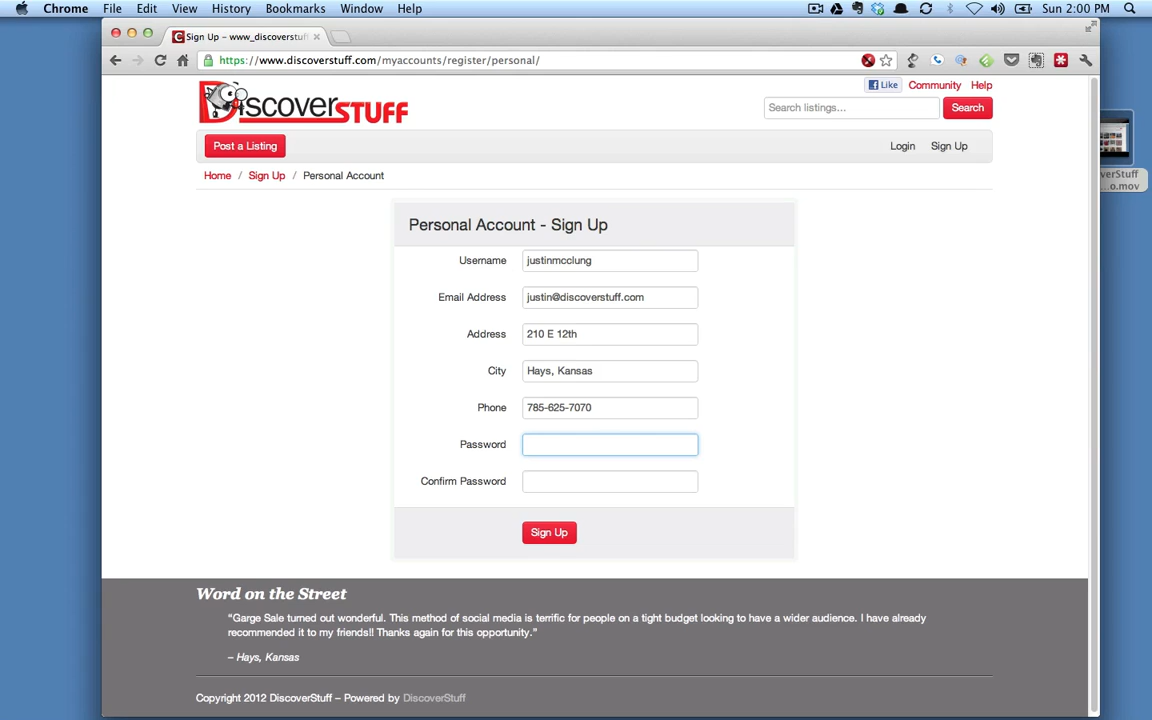 Chrome File Edit View History Bookmarks Window Help Sun 2:00 PM
Sign Up – www_discoverstuff
https://www.discoverstuff.com/myaccounts/register/personal/
Like Community Help
DiscoverSTUFF
Search listings... Search
Post a Listing Login Sign Up
Home / Sign Up / Personal Account
verStuff
...o.mov
Personal Account - Sign Up
Username justinmcclung
Email Address justin@discoverstuff.com
Address 210 E 12th
City Hays, Kansas
Phone 785-625-7070
Password
Confirm Password
Sign Up
Word on the Street
“Garge Sale turned out wonderful. This method of social media is terrific for people on a tight budget looking to have a wider audience. I have already
recommended it to my friends!! Thanks again for this opportunity.”
– Hays, Kansas
Copyright 2012 DiscoverStuff – Powered by DiscoverStuff